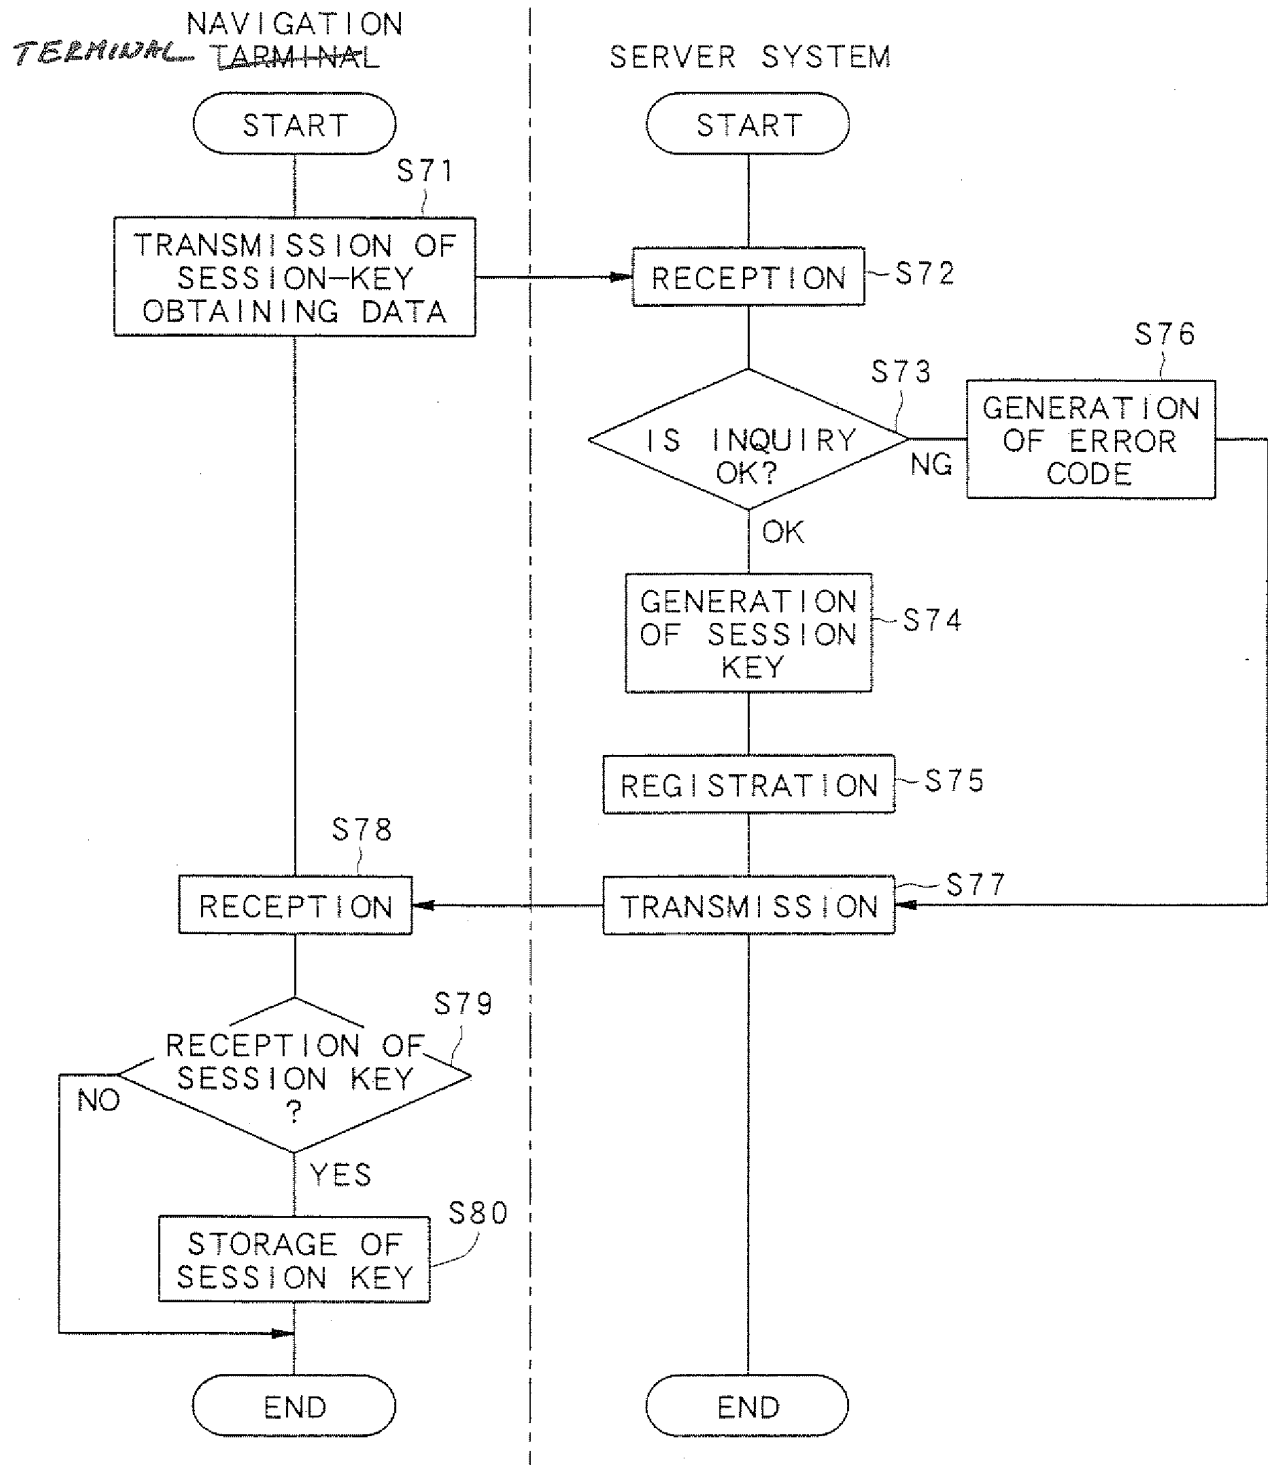 NAVIGATION
TERMINAL TARMINAL
SERVER SYSTEM
START
START
S71
TRANSMISSION OF
SESSION-KEY
OBTAINING DATA
RECEPTION
S72
S76
S73
GENERATION
OF ERROR
CODE
IS INQUIRY
OK?
NG
OK
GENERATION
OF SESSION
KEY
S74
REGISTRATION
S75
S78
RECEPTION
TRANSMISSION
S77
S79
RECEPTION OF
SESSION KEY
?
NO
YES
S80
STORAGE OF
SESSION KEY
END
END